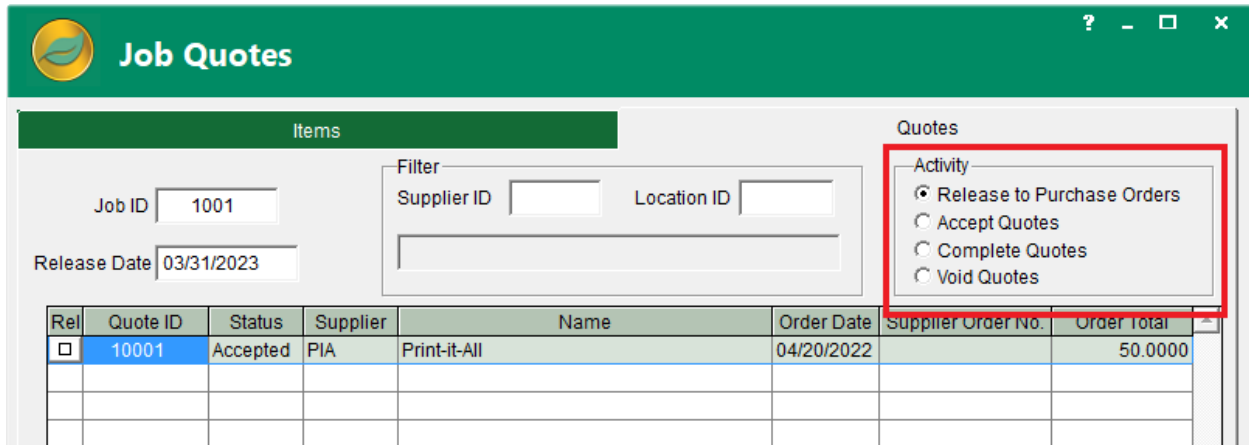 ? _ □ ×
Job Quotes
Items
Quotes
Job ID 1001
Release Date 03/31/2023
Filter
Supplier ID
Location ID
Activity
Release to Purchase Orders
Accept Quotes
Complete Quotes
Void Quotes
Rel Quote ID Status Supplier Name Order Date Supplier Order No. Order Total
10001 Accepted PIA Print-it-All 04/20/2022 50.0000